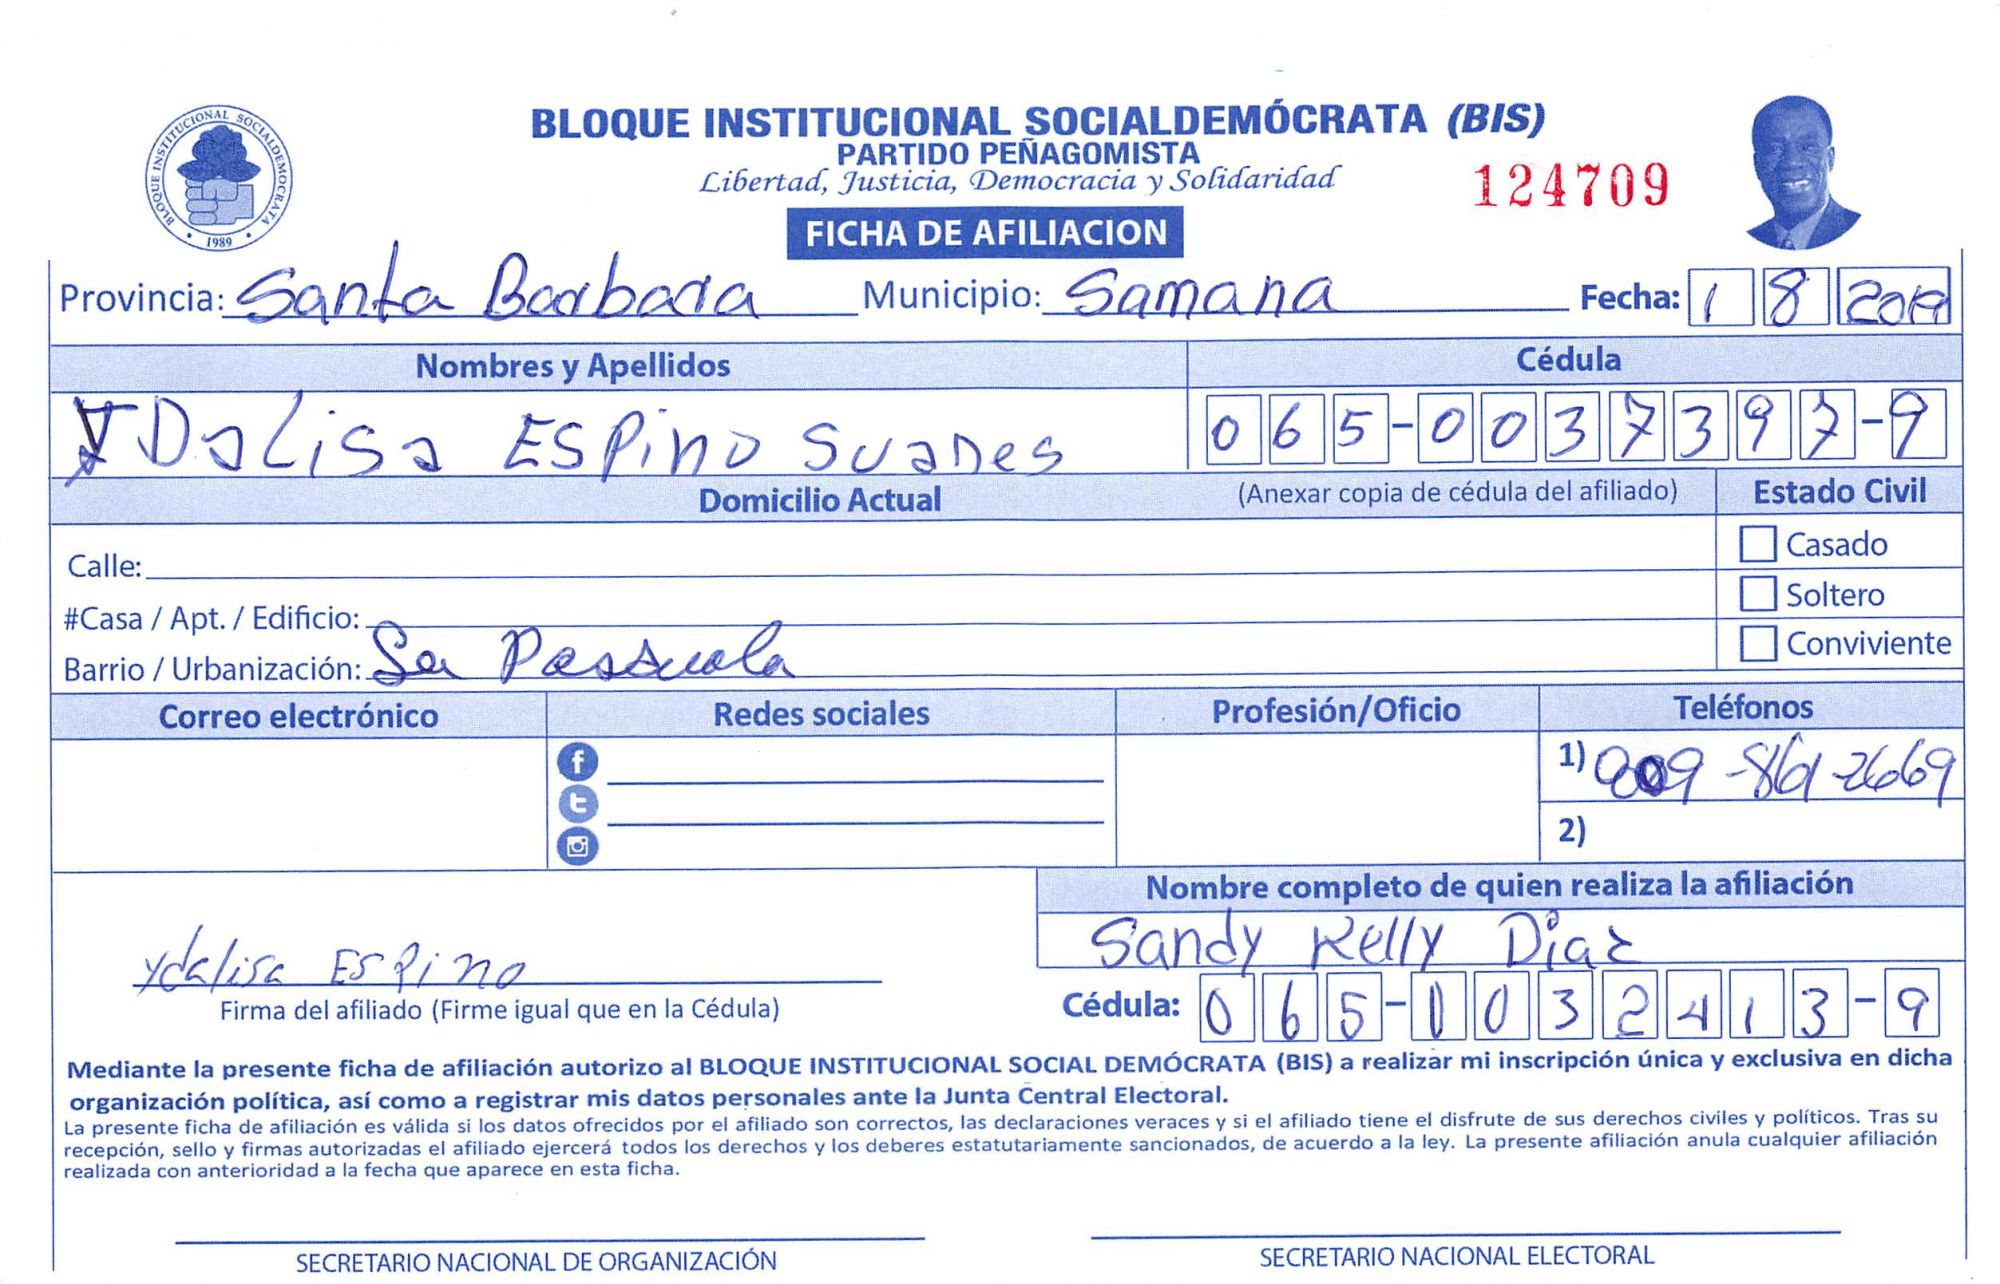 BLOQUE INSTITUCIONAL SOCIALDEMÓCRATA (BIS)
BLOQUE INSTITUCIONAL SOCIALDEMOCRATA
1989
PARTIDO PEÑAGOMISTA
Libertad, Justicia, Democracia y Solidaridad
124709
FICHA DE AFILIACION
Provincia: Santa Barbara Municipio: Samana Fecha: 1 8 2019
Nombres y Apellidos Cédula
YDalisa ESPino Suares 065-0037397-9
Domicilio Actual (Anexar copia de cédula del afiliado) Estado Civil
Calle: Casado
#Casa / Apt. / Edificio: Soltero
Barrio / Urbanización: La Pascuala Conviviente
Correo electrónico Redes sociales Profesión/Oficio Teléfonos
1) 809-861-2669
2)
Nombre completo de quien realiza la afiliación
Sandy Kelly Diaz
Ydalisa ESPino
Firma del afiliado (Firme igual que en la Cédula) Cédula: 065-0032413-9
Mediante la presente ficha de afiliación autorizo al BLOQUE INSTITUCIONAL SOCIAL DEMÓCRATA (BIS) a realizar mi inscripción única y exclusiva en dicha
organización política, así como a registrar mis datos personales ante la Junta Central Electoral.
La presente ficha de afiliación es válida si los datos ofrecidos por el afiliado son correctos, las declaraciones veraces y si el afiliado tiene el disfrute de sus derechos civiles y políticos. Tras su
recepción, sello y firmas autorizadas el afiliado ejercerá todos los derechos y los deberes estatutariamente sancionados, de acuerdo a la ley. La presente afiliación anula cualquier afiliación
realizada con anterioridad a la fecha que aparece en esta ficha.
SECRETARIO NACIONAL DE ORGANIZACIÓN SECRETARIO NACIONAL ELECTORAL